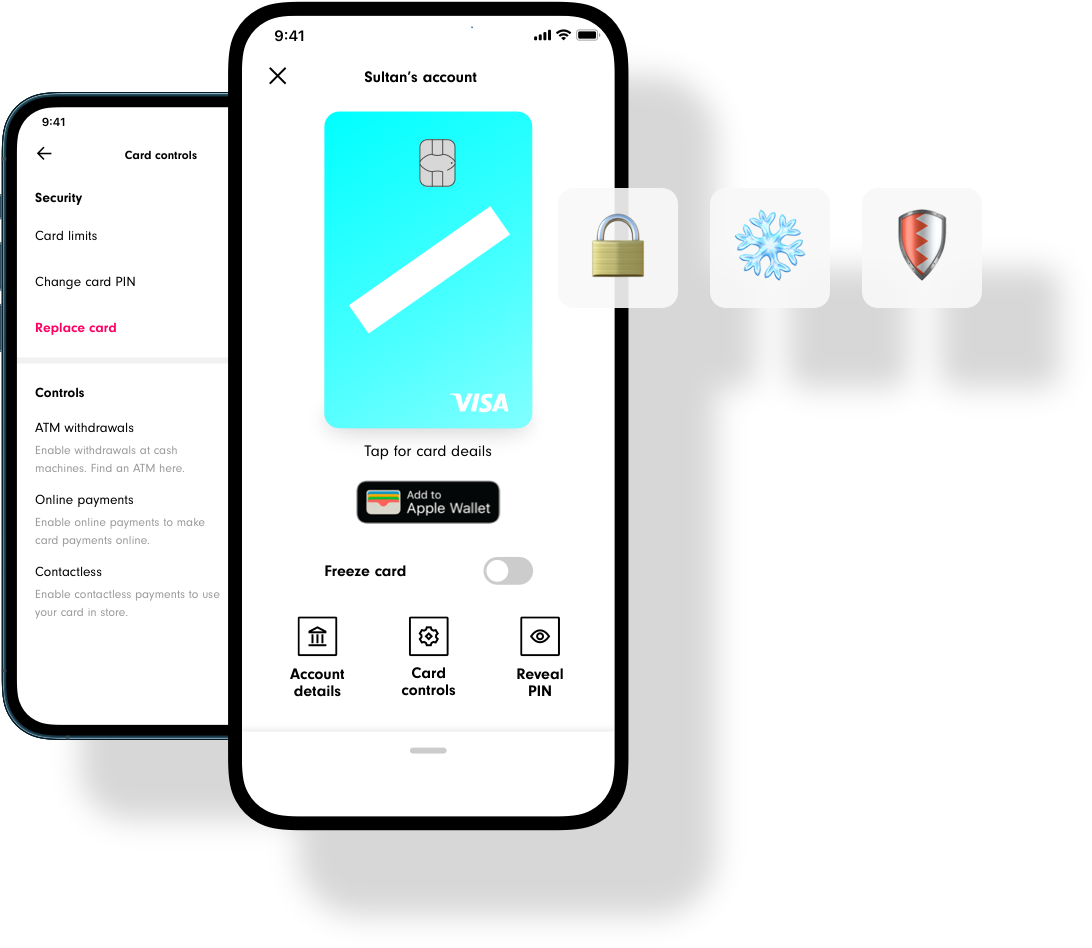 9:41
Card controls
Security
Card limits
Change card PIN
Replace card
Controls
ATM withdrawals
Enable withdrawals at cash
machines. Find an ATM here.
Online payments
Enable online payments to make
card payments online.
Contactless
Enable contactless payments to use
your card in store.
9:41
Sultan's account
VISA
Tap for card deails
Add to
Apple Wallet
Freeze card
Account
details
Card
controls
Reveal
PIN